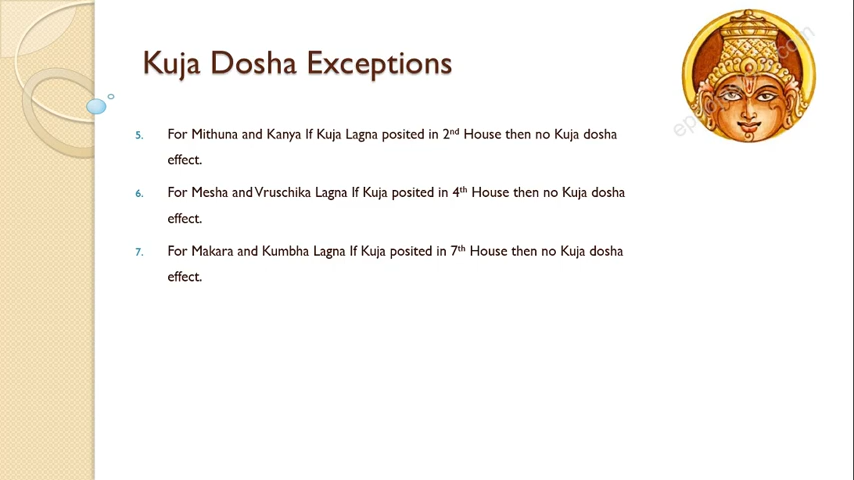 Kuja Dosha Exceptions
5. For Mithuna and Kanya If Kuja Lagna posited in 2nd House then no Kuja dosha
effect.
6. For Mesha and Vruschika Lagna If Kuja posited in 4th House then no Kuja dosha
effect.
7. For Makara and Kumbha Lagna If Kuja posited in 7th House then no Kuja dosha
effect.